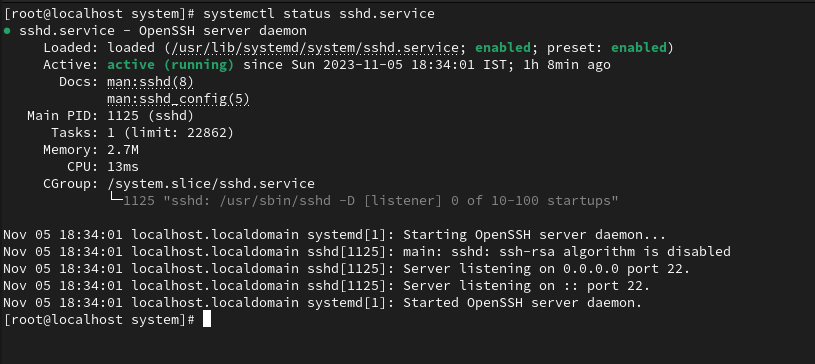 [root@localhost system]# systemctl status sshd.service
● sshd.service - OpenSSH server daemon
     Loaded: loaded (/usr/lib/systemd/system/sshd.service; enabled; preset: enabled)
     Active: active (running) since Sun 2023-11-05 18:34:01 IST; 1h 8min ago
       Docs: man:sshd(8)
             man:sshd_config(5)
   Main PID: 1125 (sshd)
      Tasks: 1 (limit: 22862)
     Memory: 2.7M
        CPU: 13ms
     CGroup: /system.slice/sshd.service
             └─1125 "sshd: /usr/sbin/sshd -D [listener] 0 of 10-100 startups"

Nov 05 18:34:01 localhost.localdomain systemd[1]: Starting OpenSSH server daemon...
Nov 05 18:34:01 localhost.localdomain sshd[1125]: main: sshd: ssh-rsa algorithm is disabled
Nov 05 18:34:01 localhost.localdomain sshd[1125]: Server listening on 0.0.0.0 port 22.
Nov 05 18:34:01 localhost.localdomain sshd[1125]: Server listening on :: port 22.
Nov 05 18:34:01 localhost.localdomain systemd[1]: Started OpenSSH server daemon.
[root@localhost system]#